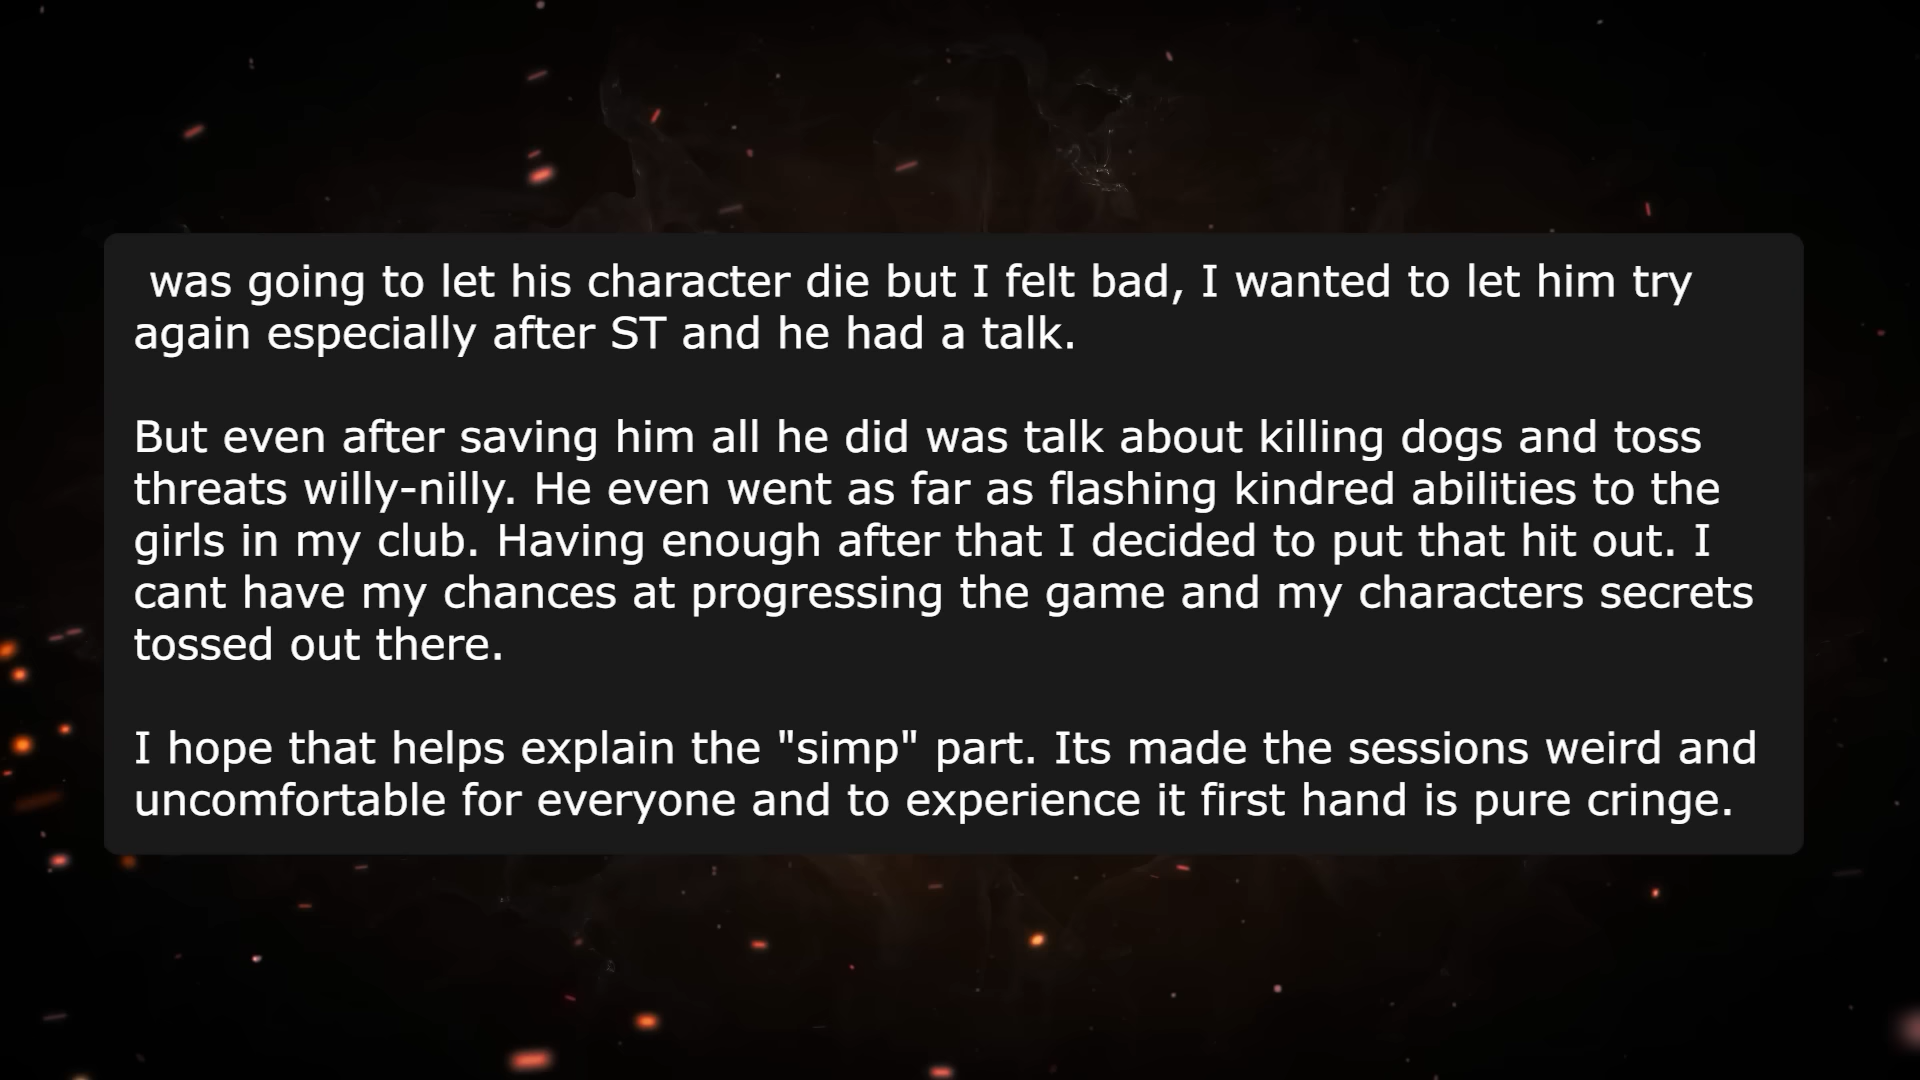 was going to let his character die but I felt bad, I wanted to let him try
again especially after ST and he had a talk.
But even after saving him all he did was talk about killing dogs and toss
threats willy-nilly. He even went as far as flashing kindred abilities to the
girls in my club. Having enough after that I decided to put that hit out. I
cant have my chances at progressing the game and my characters secrets
tossed out there.
I hope that helps explain the "simp" part. Its made the sessions weird and
uncomfortable for everyone and to experience it first hand is pure cringe.